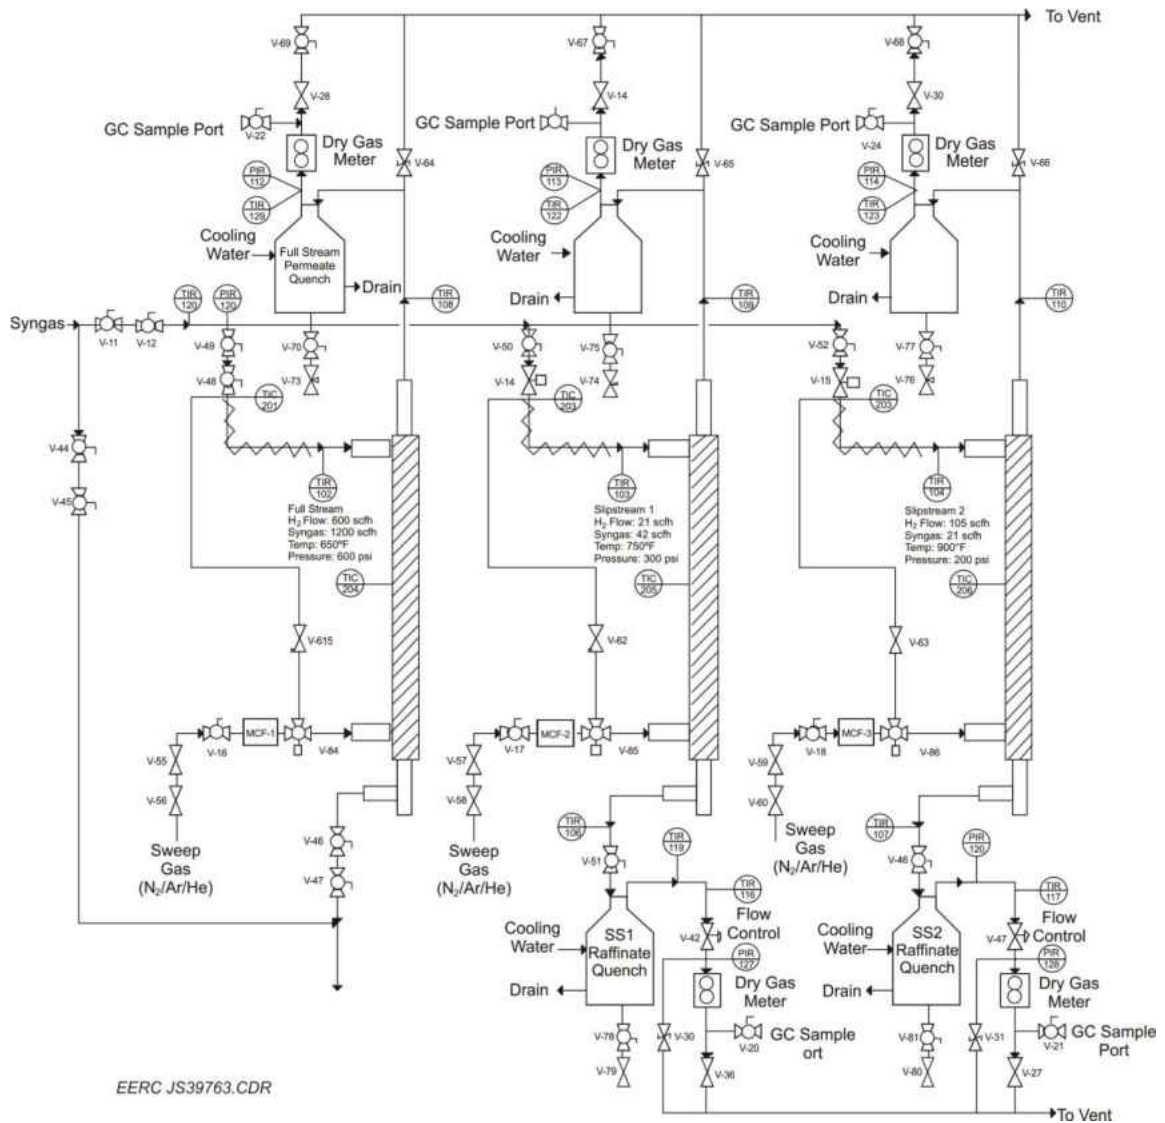 To Vent
V-69
V-67
V-68
V-28
V-14
V-30
GC Sample Port
V-22
Dry Gas
Meter
V-64
GC Sample Port
Dry Gas
Meter
V-65
GC Sample Port
V-24
Dry Gas
Meter
V-66
PIR
112
TIR
129
PIR
113
TIR
122
PIR
114
TIR
123
Cooling
Water
Full Stream
Permeate
Quench
Drain
Cooling
Water
Drain
Cooling
Water
Drain
TIR
120
PIR
120
TIR
108
TIR
109
TIR
110
Syngas
V-11
V-12
V-49
V-70
V-50
V-75
V-52
V-77
V-48
V-73
V-14
V-74
V-15
V-76
TIC
201
TIC
203
TIC
203
V-44
V-45
TIR
102
TIR
103
TIR
104
Full Stream
H2 Flow: 600 scfh
Syngas: 1200 scfh
Temp: 650ºF
Pressure: 600 psi
Slipstream 1
H2 Flow: 21 scfh
Syngas: 42 scfh
Temp: 750ºF
Pressure: 300 psi
Slipstream 2
H2 Flow: 105 scfh
Syngas: 21 scfh
Temp: 900°F
Pressure: 200 psi
TIC
204
TIC
205
TIC
206
V-615
V-62
V-63
V-16
MCF-1
V-84
V-17
MCF-2
V-85
V-18
MCF-3
V-86
V-55
V-57
V-59
V-56
V-58
V-60
Sweep
Gas
(N2/Ar/He)
Sweep
Gas
(N2/Ar/He)
Sweep
Gas
(N2/Ar/He)
V-46
V-47
TIR
106
TIR
119
TIR
107
PIR
120
V-51
V-46
TIR
116
TIR
117
Cooling
Water
SS1
Raffinate
Quench
Flow
Control
V-42
Cooling
Water
SS2
Raffinate
Quench
Flow
Control
V-47
PIR
127
PIR
128
Drain
Dry Gas
Meter
Drain
Dry Gas
Meter
V-78
V-30
V-20
GC Sample
ort
V-81
V-31
V-21
GC Sample
Port
V-79
V-36
V-80
V-27
To Vent
EERC JS39763.CDR